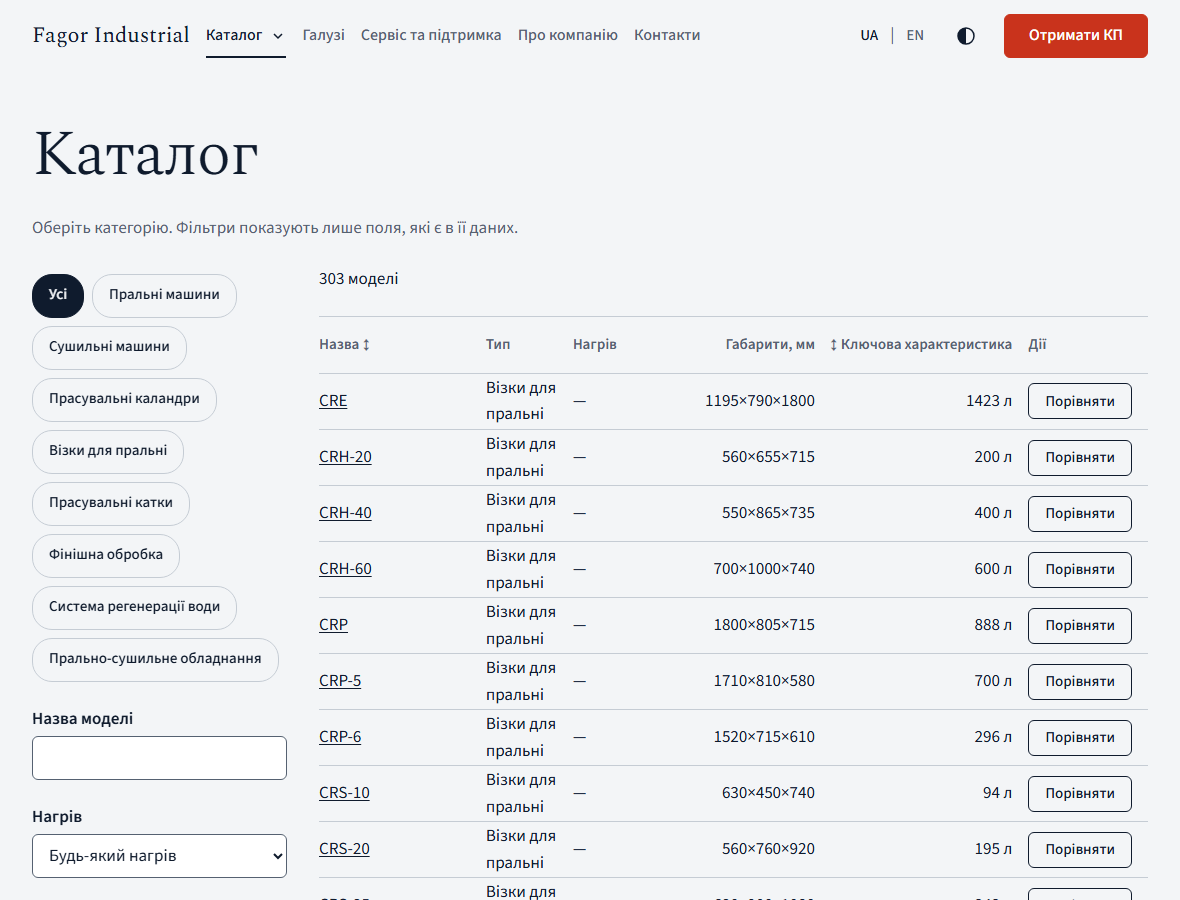 Fagor Industrial Каталог Галузі Сервіс та підтримка Про компанію Контакти UA | EN Отримати КП
Каталог
Оберіть категорію. Фільтри показують лише поля, які є в її даних.
Усі Пральні машини
Сушильні машини
Прасувальні каландри
Візки для пральні
Прасувальні катки
Фінішна обробка
Система регенерації води
Прально-сушильне обладнання
Назва моделі
Нагрів
Будь-який нагрів
303 моделі
Назва ↕ Тип Нагрів Габарити, мм ↕ Ключова характеристика Дії
CRE Візки для пральні — 1195×790×1800 1423 л Порівняти
CRH-20 Візки для пральні — 560×655×715 200 л Порівняти
CRH-40 Візки для пральні — 550×865×735 400 л Порівняти
CRH-60 Візки для пральні — 700×1000×740 600 л Порівняти
CRP Візки для пральні — 1800×805×715 888 л Порівняти
CRP-5 Візки для пральні — 1710×810×580 700 л Порівняти
CRP-6 Візки для пральні — 1520×715×610 296 л Порівняти
CRS-10 Візки для пральні — 630×450×740 94 л Порівняти
CRS-20 Візки для пральні — 560×760×920 195 л Порівняти
Візки для